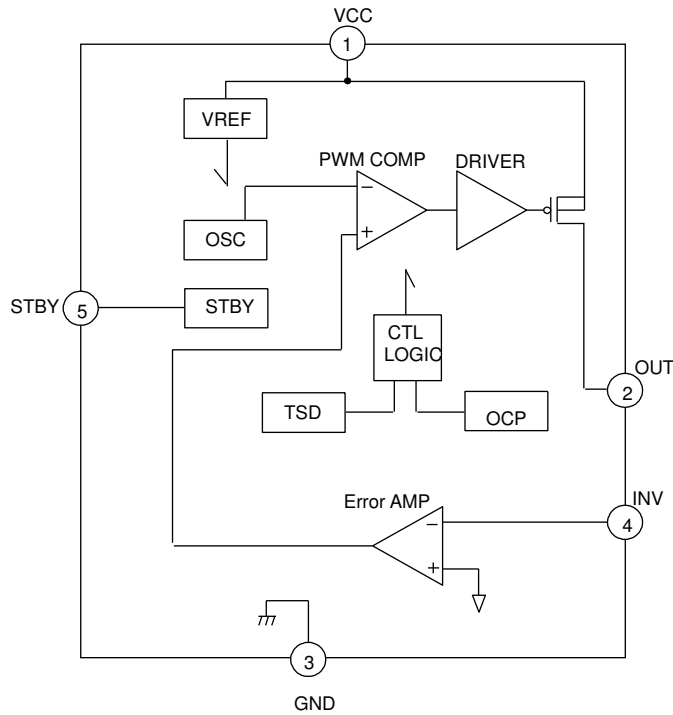 VCC
1
VREF
PWM COMP
DRIVER
−
OSC
+
STBY
5
STBY
CTL
LOGIC
OUT
2
TSD
OCP
Error AMP
INV
−
4
+
3
GND